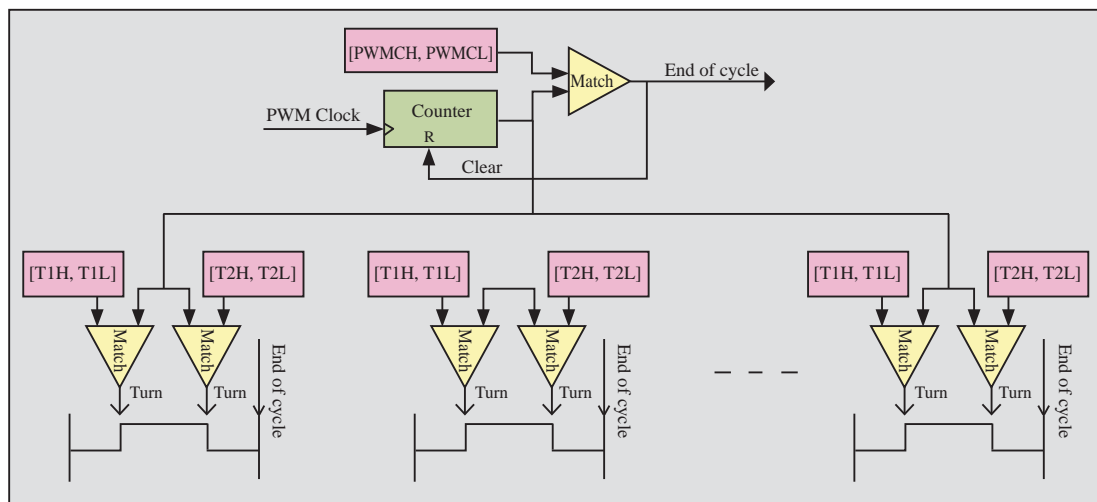 [PWMCH, PWMCL]
Match
End of cycle
PWM Clock
Counter
R
Clear
[T1H, T1L]
[T2H, T2L]
Match
Match
Turn
Turn
End of cycle
[T1H, T1L]
[T2H, T2L]
Match
Match
Turn
Turn
End of cycle
[T1H, T1L]
[T2H, T2L]
Match
Match
Turn
Turn
End of cycle